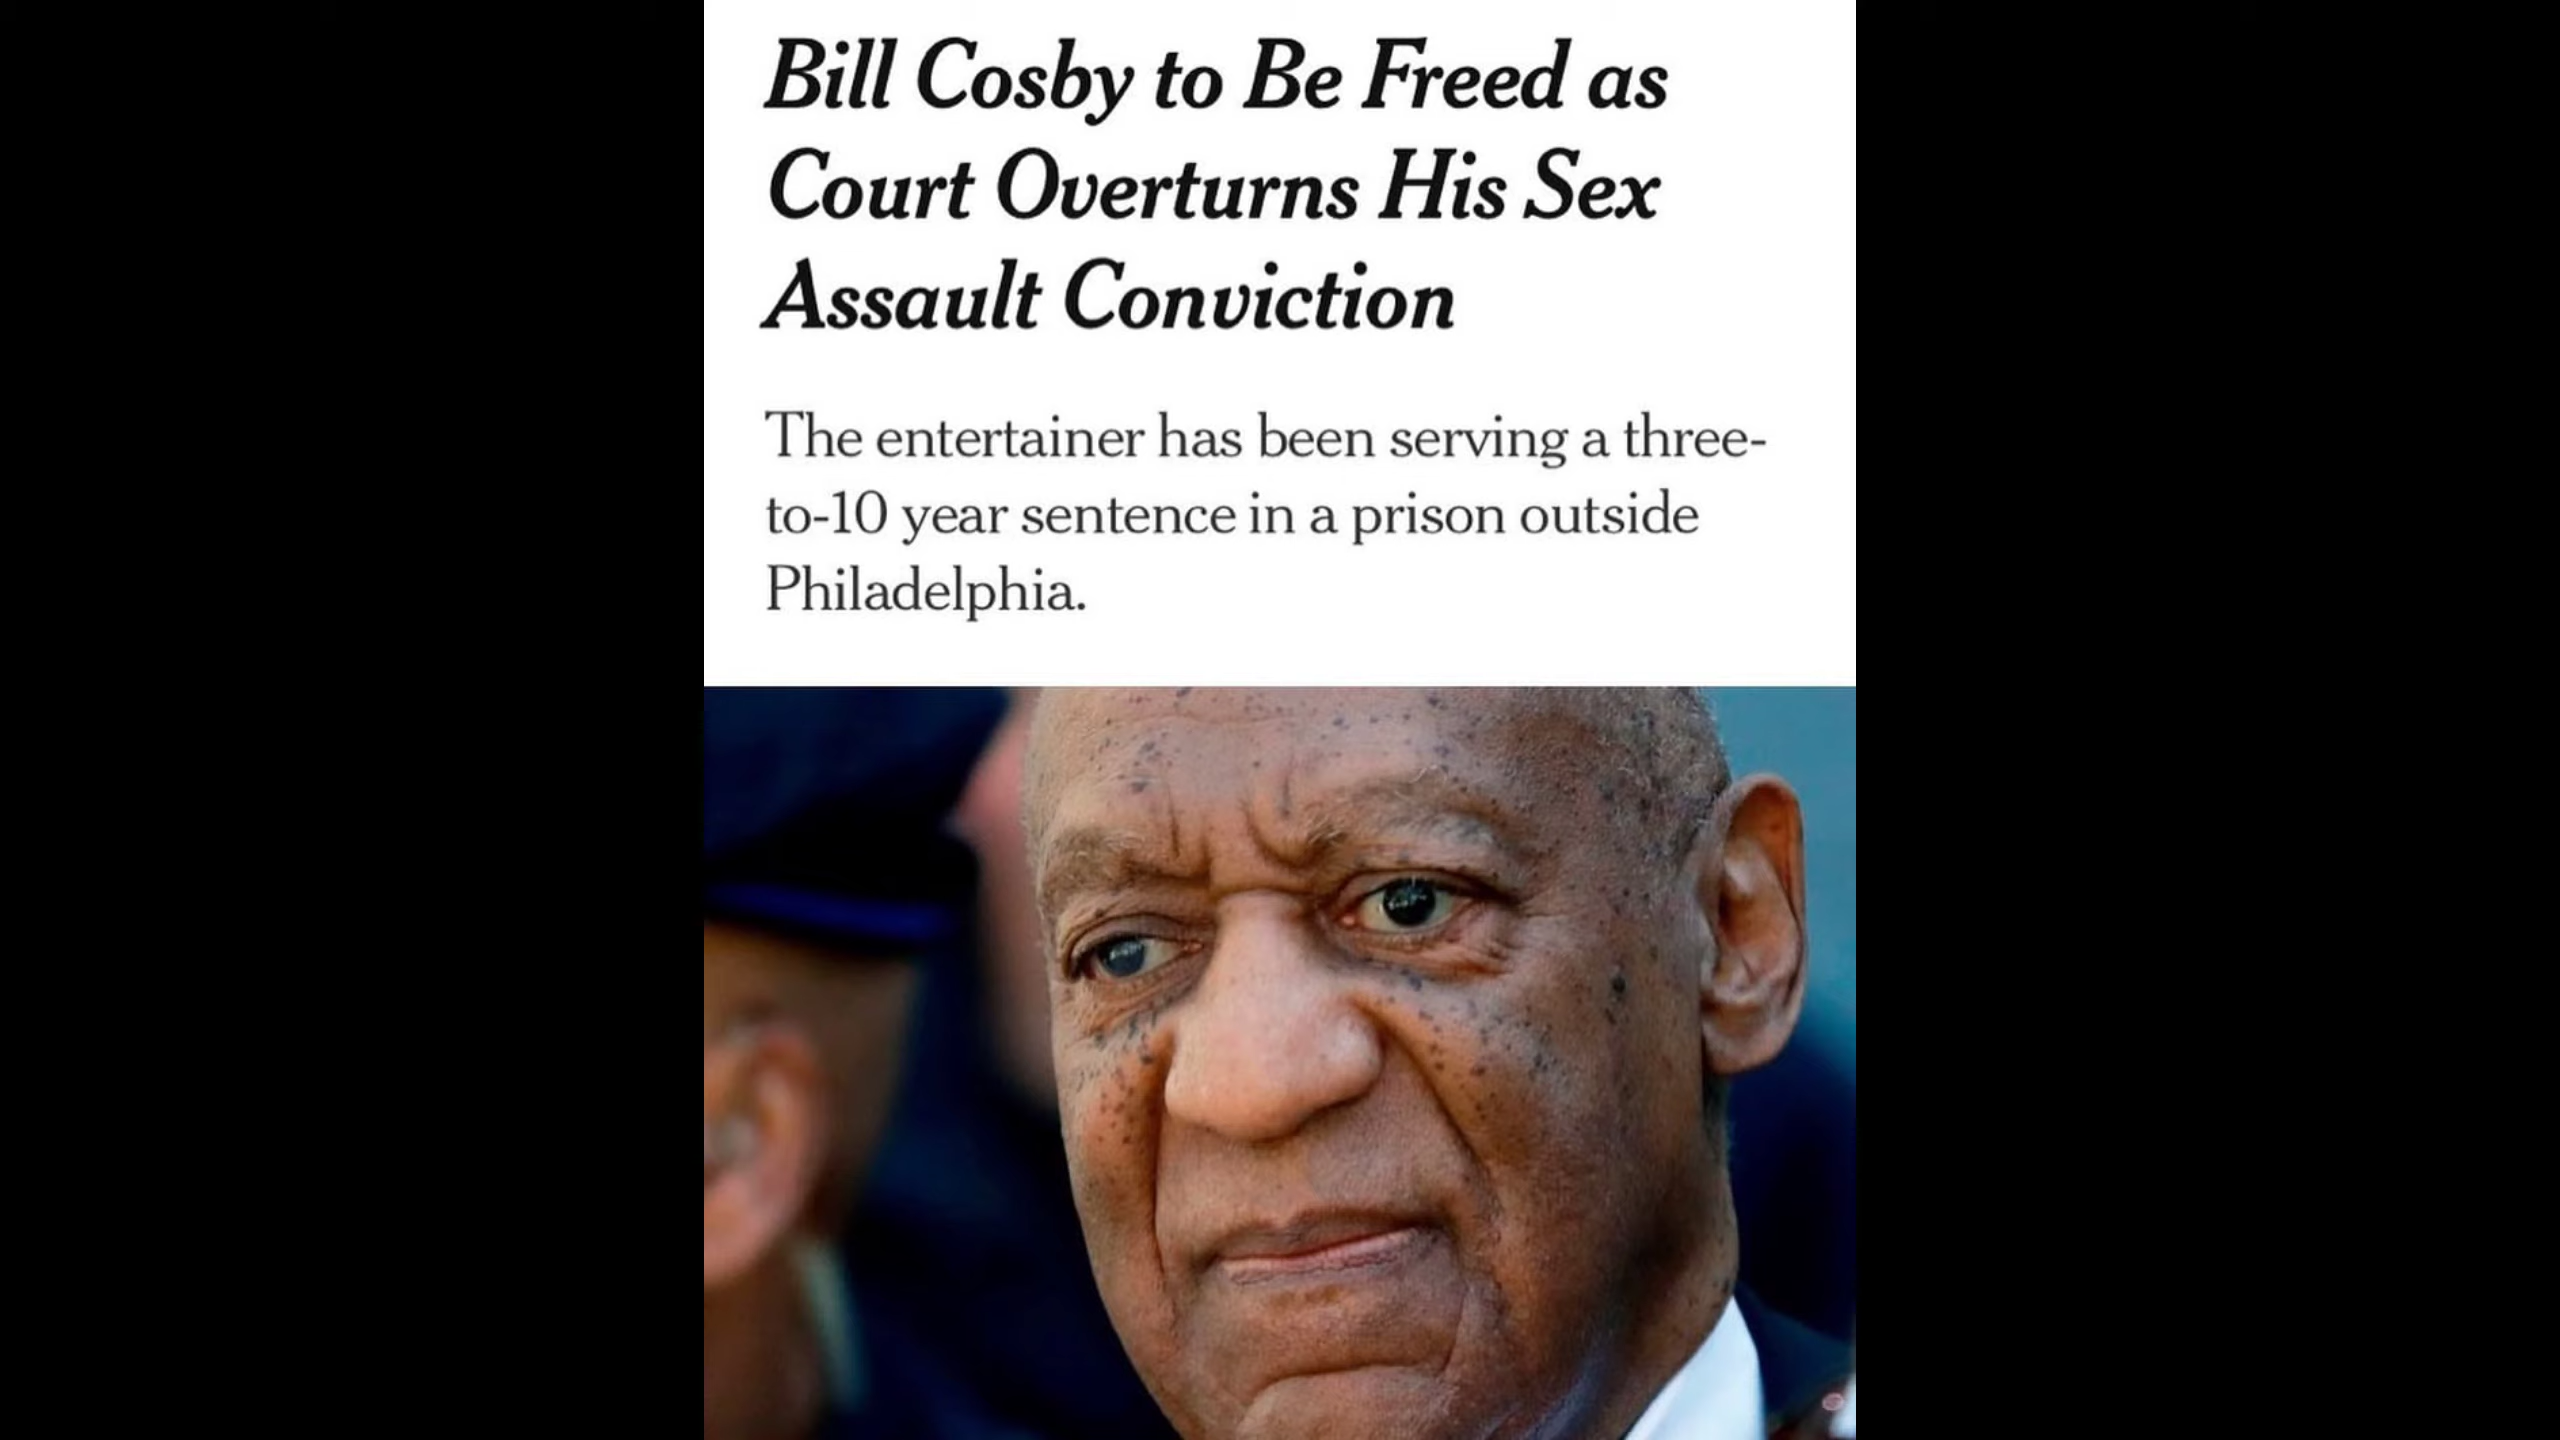 Bill Cosby to Be Freed as
Court Overturns His Sex
Assault Conviction
The entertainer has been serving a three-
to-10 year sentence in a prison outside
Philadelphia.